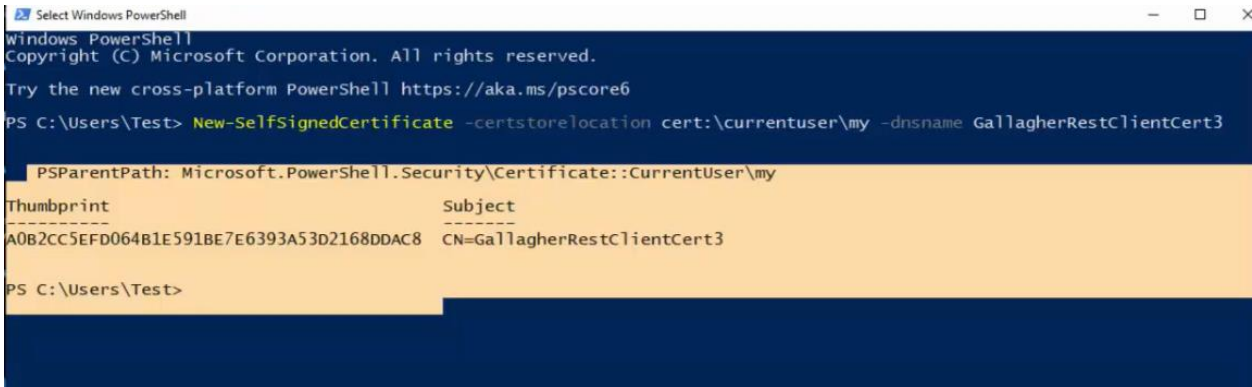 Select Windows PowerShell
Windows PowerShell
Copyright (C) Microsoft Corporation. All rights reserved.
Try the new cross-platform PowerShell https://aka.ms/pscore6
PS C:\Users\Test> New-SelfSignedCertificate -certstorelocation cert:\currentuser\my -dnsname GallagherRestClientCert3
PSParentPath: Microsoft.PowerShell.Security\Certificate::CurrentUser\my
Thumbprint Subject
---------- -------
A0B2CC5EFD064B1E591BE7E6393A53D2168DDAC8 CN=GallagherRestClientCert3
PS C:\Users\Test>